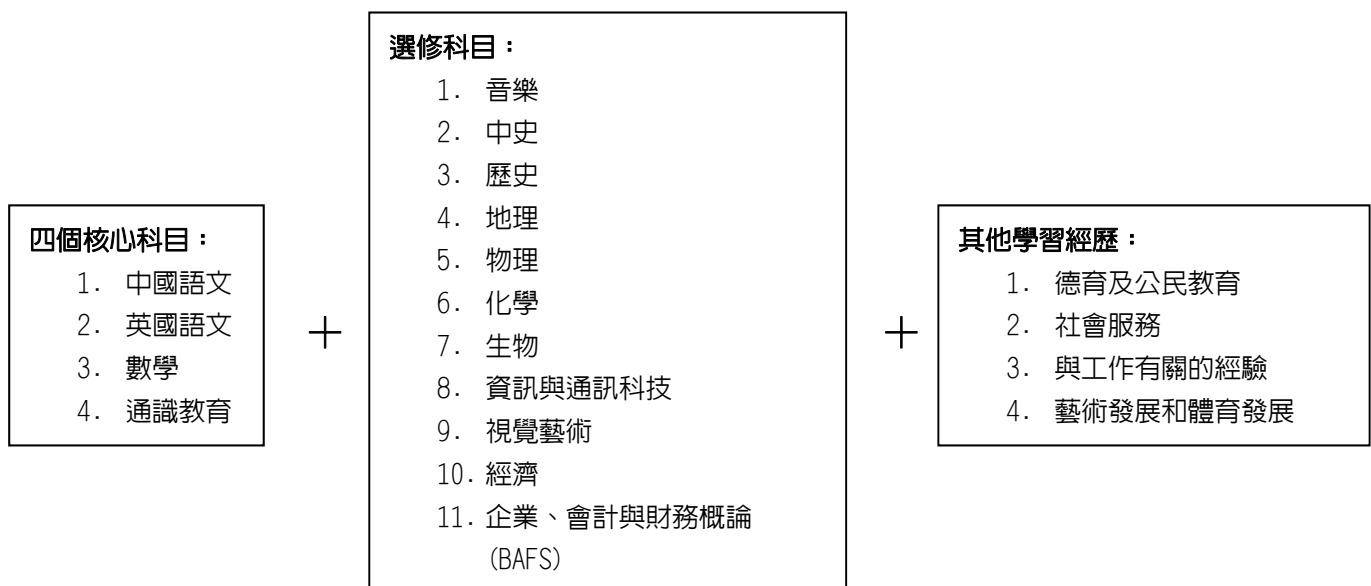 四個核心科目：
1. 中國語文
2. 英國語文
3. 數學
4. 通識教育
+
選修科目：
1. 音樂
2. 中史
3. 歷史
4. 地理
5. 物理
6. 化學
7. 生物
8. 資訊與通訊科技
9. 視覺藝術
10. 經濟
11. 企業、會計與財務概論
(BAFS)
+
其他學習經歷：
1. 德育及公民教育
2. 社會服務
3. 與工作有關的經驗
4. 藝術發展和體育發展